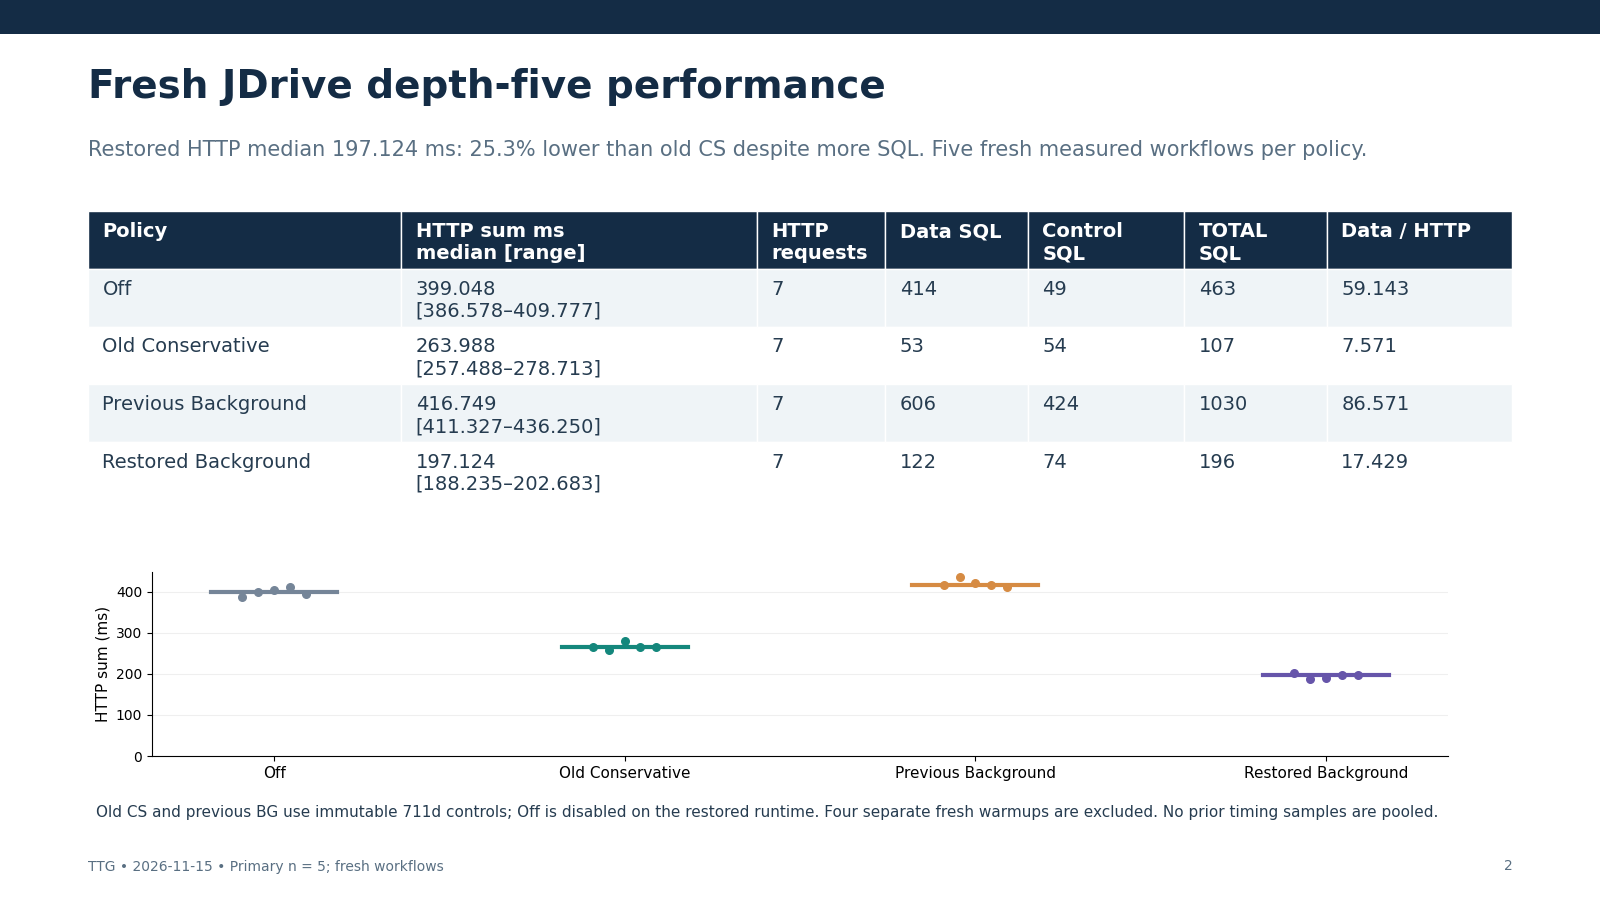 Fresh JDrive depth-five performance
Restored HTTP median 197.124 ms: 25.3% lower than old CS despite more SQL. Five fresh measured workflows per policy.
Policy HTTP sum ms median [range] HTTP requests Data SQL Control SQL TOTAL SQL Data / HTTP
Off 399.048 [386.578–409.777] 7 414 49 463 59.143
Old Conservative 263.988 [257.488–278.713] 7 53 54 107 7.571
Previous Background 416.749 [411.327–436.250] 7 606 424 1030 86.571
Restored Background 197.124 [188.235–202.683] 7 122 74 196 17.429
HTTP sum (ms)
400
300
200
100
0
Off Old Conservative Previous Background Restored Background
Old CS and previous BG use immutable 711d controls; Off is disabled on the restored runtime. Four separate fresh warmups are excluded. No prior timing samples are pooled.
TTG • 2026-11-15 • Primary n = 5; fresh workflows 2